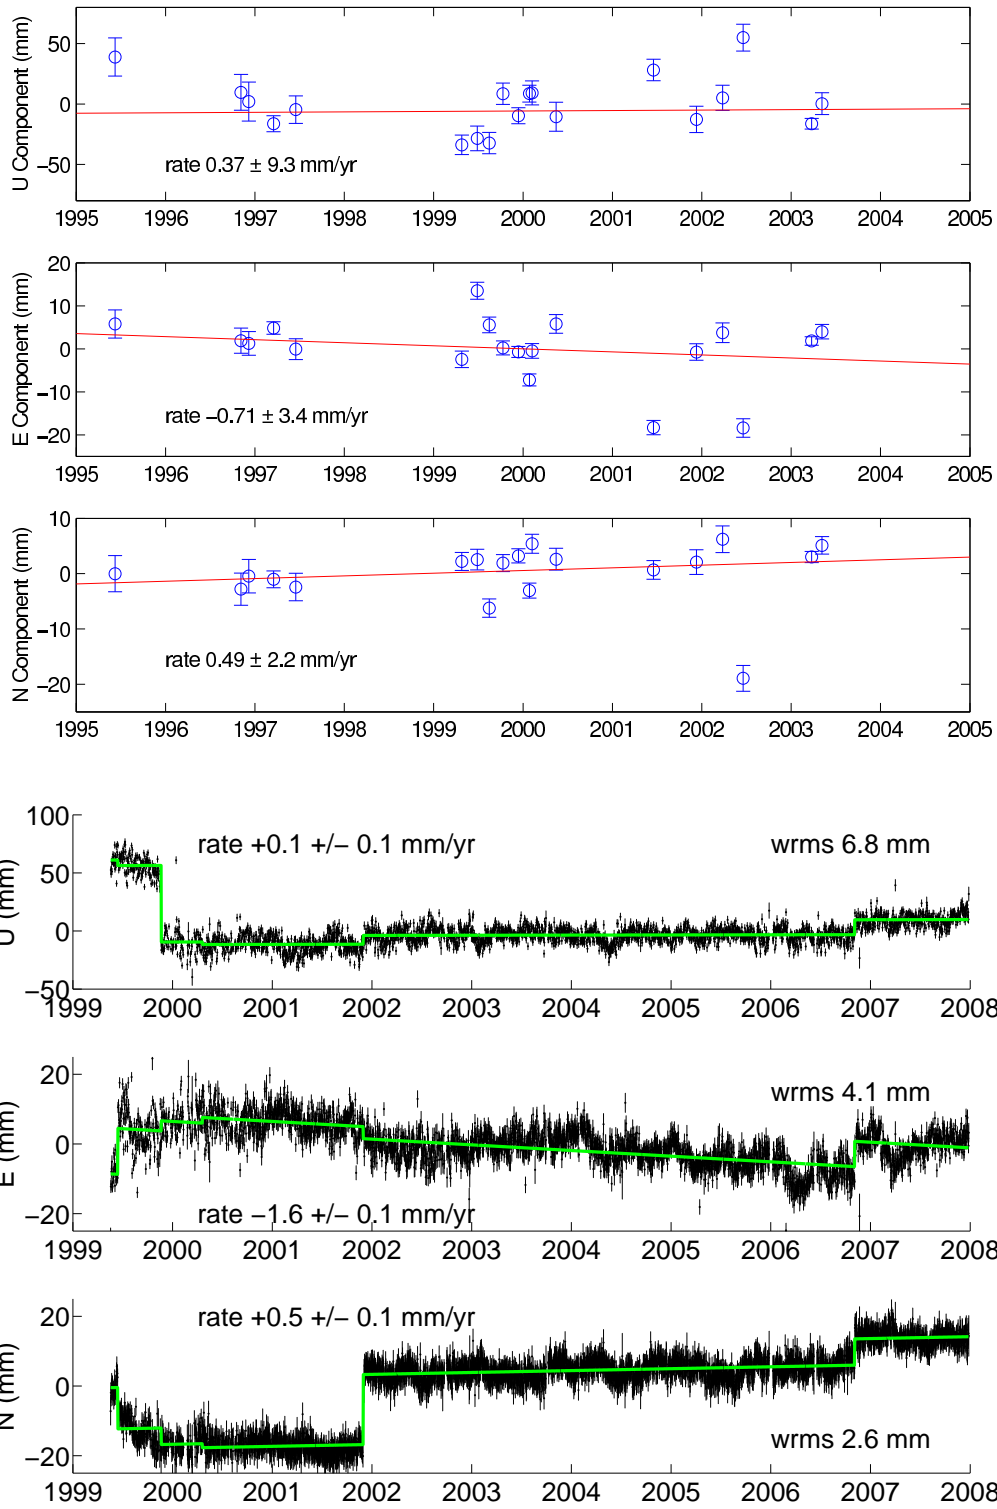 U Component (mm)
50
0
−50
rate 0.37 ± 9.3 mm/yr
1995 1996 1997 1998 1999 2000 2001 2002 2003 2004 2005
E Component (mm)
20
10
0
−10
−20
rate −0.71 ± 3.4 mm/yr
1995 1996 1997 1998 1999 2000 2001 2002 2003 2004 2005
N Component (mm)
10
0
−10
−20
rate 0.49 ± 2.2 mm/yr
1995 1996 1997 1998 1999 2000 2001 2002 2003 2004 2005
U (mm)
100
50
0
−50
rate +0.1 +/− 0.1 mm/yr
wrms 6.8 mm
1999 2000 2001 2002 2003 2004 2005 2006 2007 2008
E (mm)
20
0
−20
wrms 4.1 mm
rate −1.6 +/− 0.1 mm/yr
1999 2000 2001 2002 2003 2004 2005 2006 2007 2008
N (mm)
20
0
−20
rate +0.5 +/− 0.1 mm/yr
wrms 2.6 mm
1999 2000 2001 2002 2003 2004 2005 2006 2007 2008